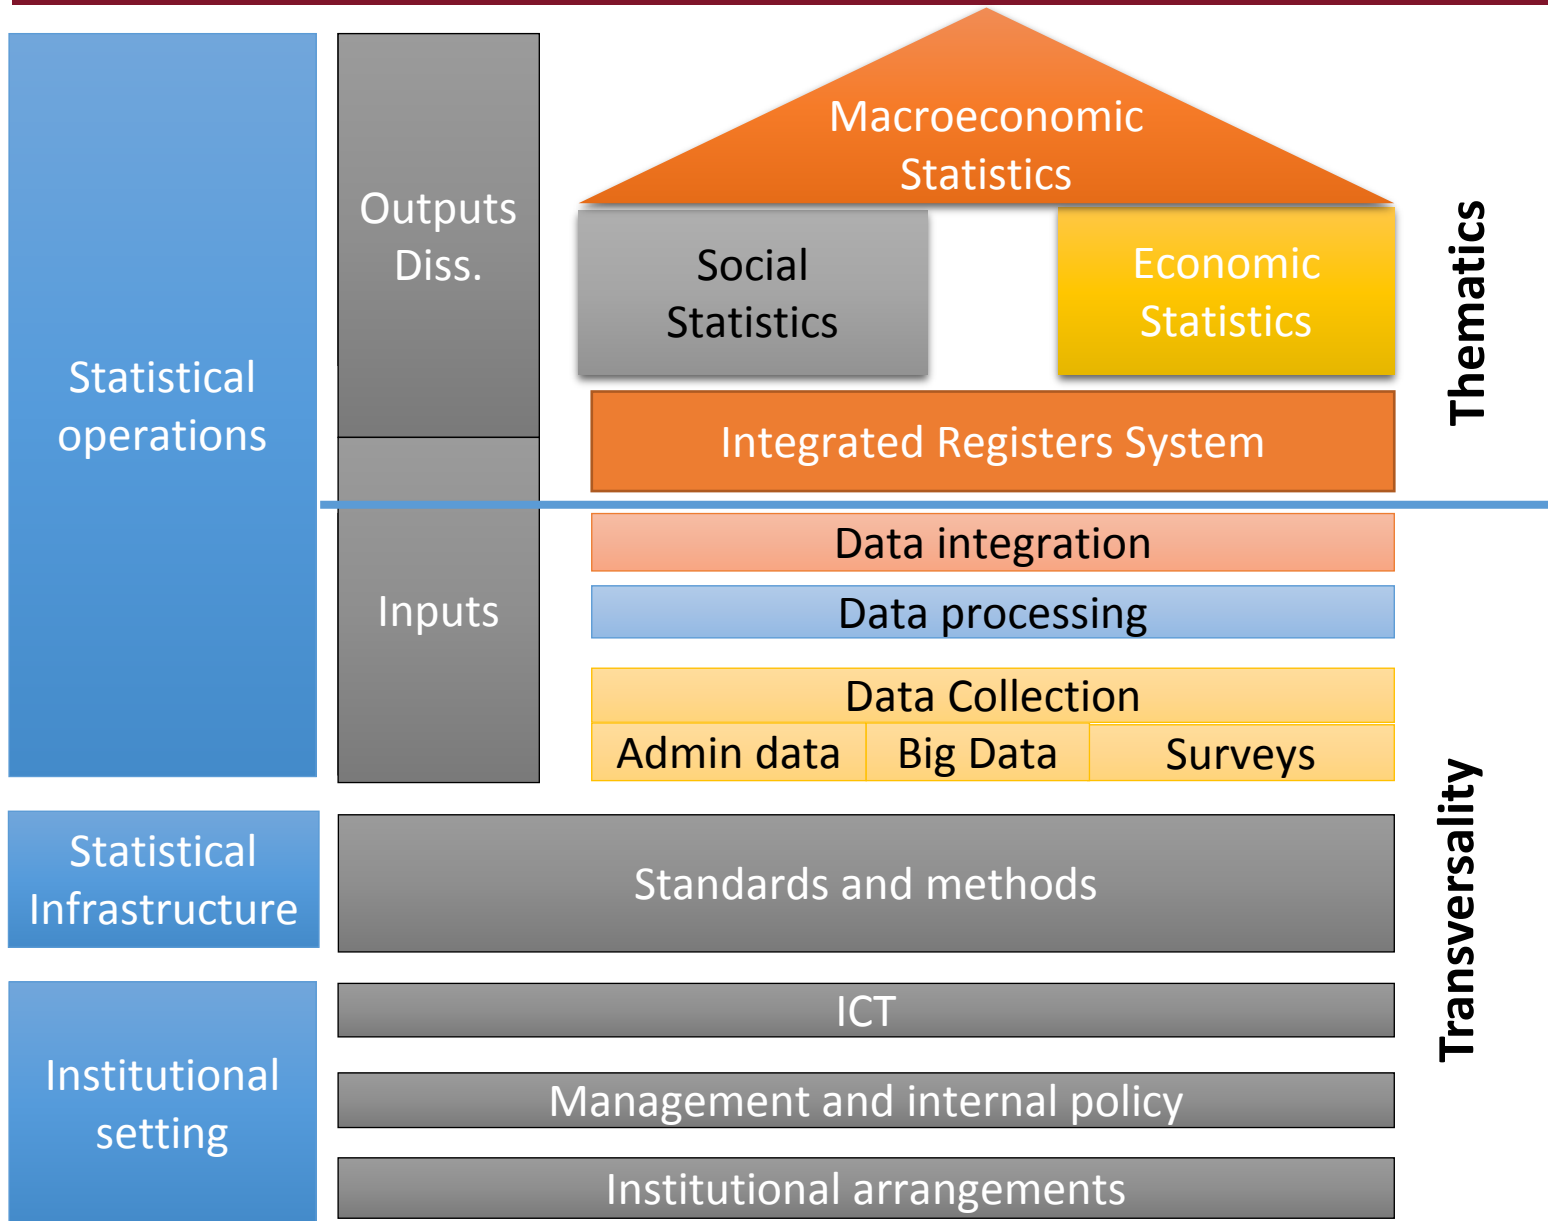 Statistical
operations
Outputs
Diss.
Inputs
Macroeconomic
Statistics
Social
Statistics
Economic
Statistics
Integrated Registers System
Data integration
Data processing
Data Collection
Admin data
Big Data
Surveys
Thematics
Statistical
Infrastructure
Standards and methods
Institutional
setting
ICT
Management and internal policy
Institutional arrangements
Transversality